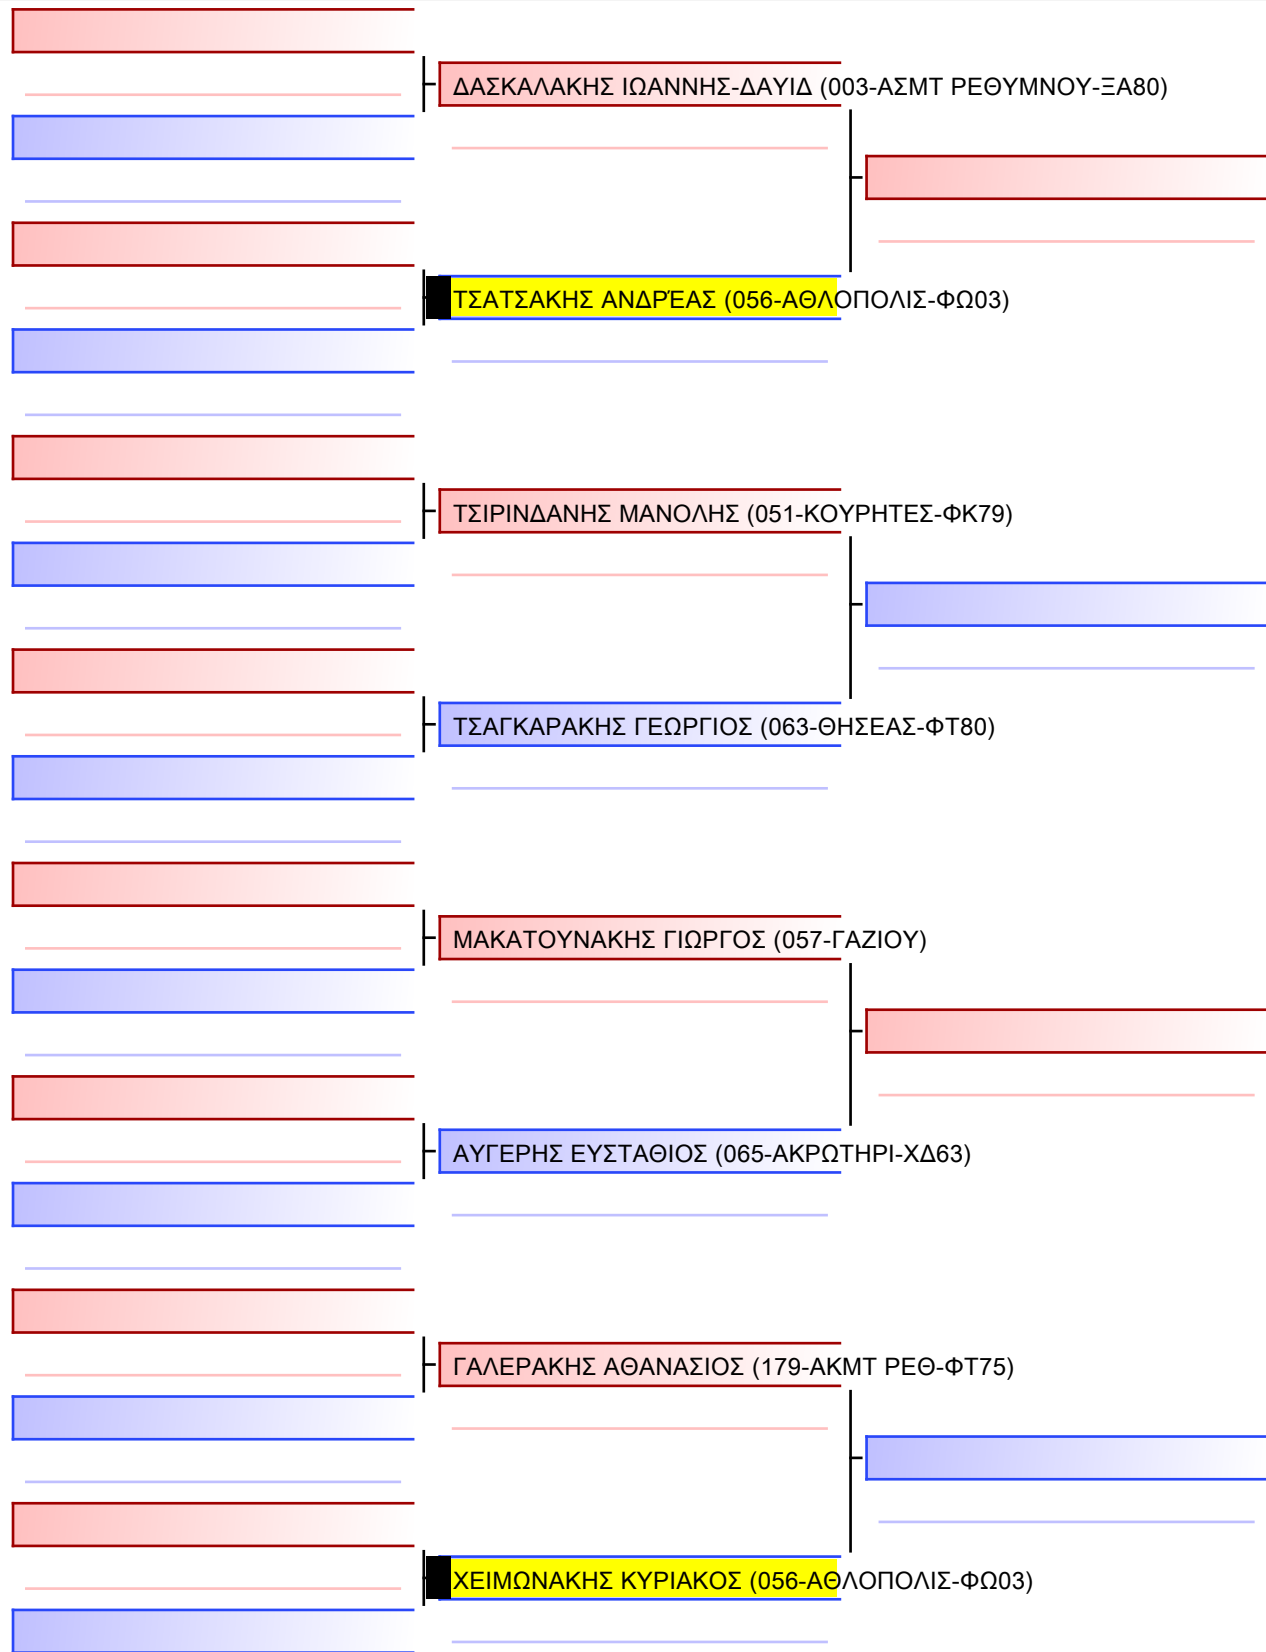 ΔΑΣΚΑΛΑΚΗΣ ΙΩΑΝΝΗΣ-ΔΑΥΙΔ (003-ΑΣΜΤ ΡΕΘΥΜΝΟΥ-ΞΑ80)
ΤΣΑΤΣΑΚΗΣ ΑΝΔΡΈΑΣ (056-ΑΘΛΟΠΟΛΙΣ-ΦΩ03)
ΤΣΙΡΙΝΔΑΝΗΣ ΜΑΝΟΛΗΣ (051-ΚΟΥΡΗΤΕΣ-ΦΚ79)
ΤΣΑΓΚΑΡΑΚΗΣ ΓΕΩΡΓΙΟΣ (063-ΘΗΣΕΑΣ-ΦΤ80)
ΜΑΚΑΤΟΥΝΑΚΗΣ ΓΙΩΡΓΟΣ (057-ΓΑΖΙΟΥ)
ΑΥΓΕΡΗΣ ΕΥΣΤΑΘΙΟΣ (065-ΑΚΡΩΤΗΡΙ-ΧΔ63)
ΓΑΛΕΡΑΚΗΣ ΑΘΑΝΑΣΙΟΣ (179-ΑΚΜΤ ΡΕΘ-ΦΤ75)
ΧΕΙΜΩΝΑΚΗΣ ΚΥΡΙΑΚΟΣ (056-ΑΘΛΟΠΟΛΙΣ-ΦΩ03)